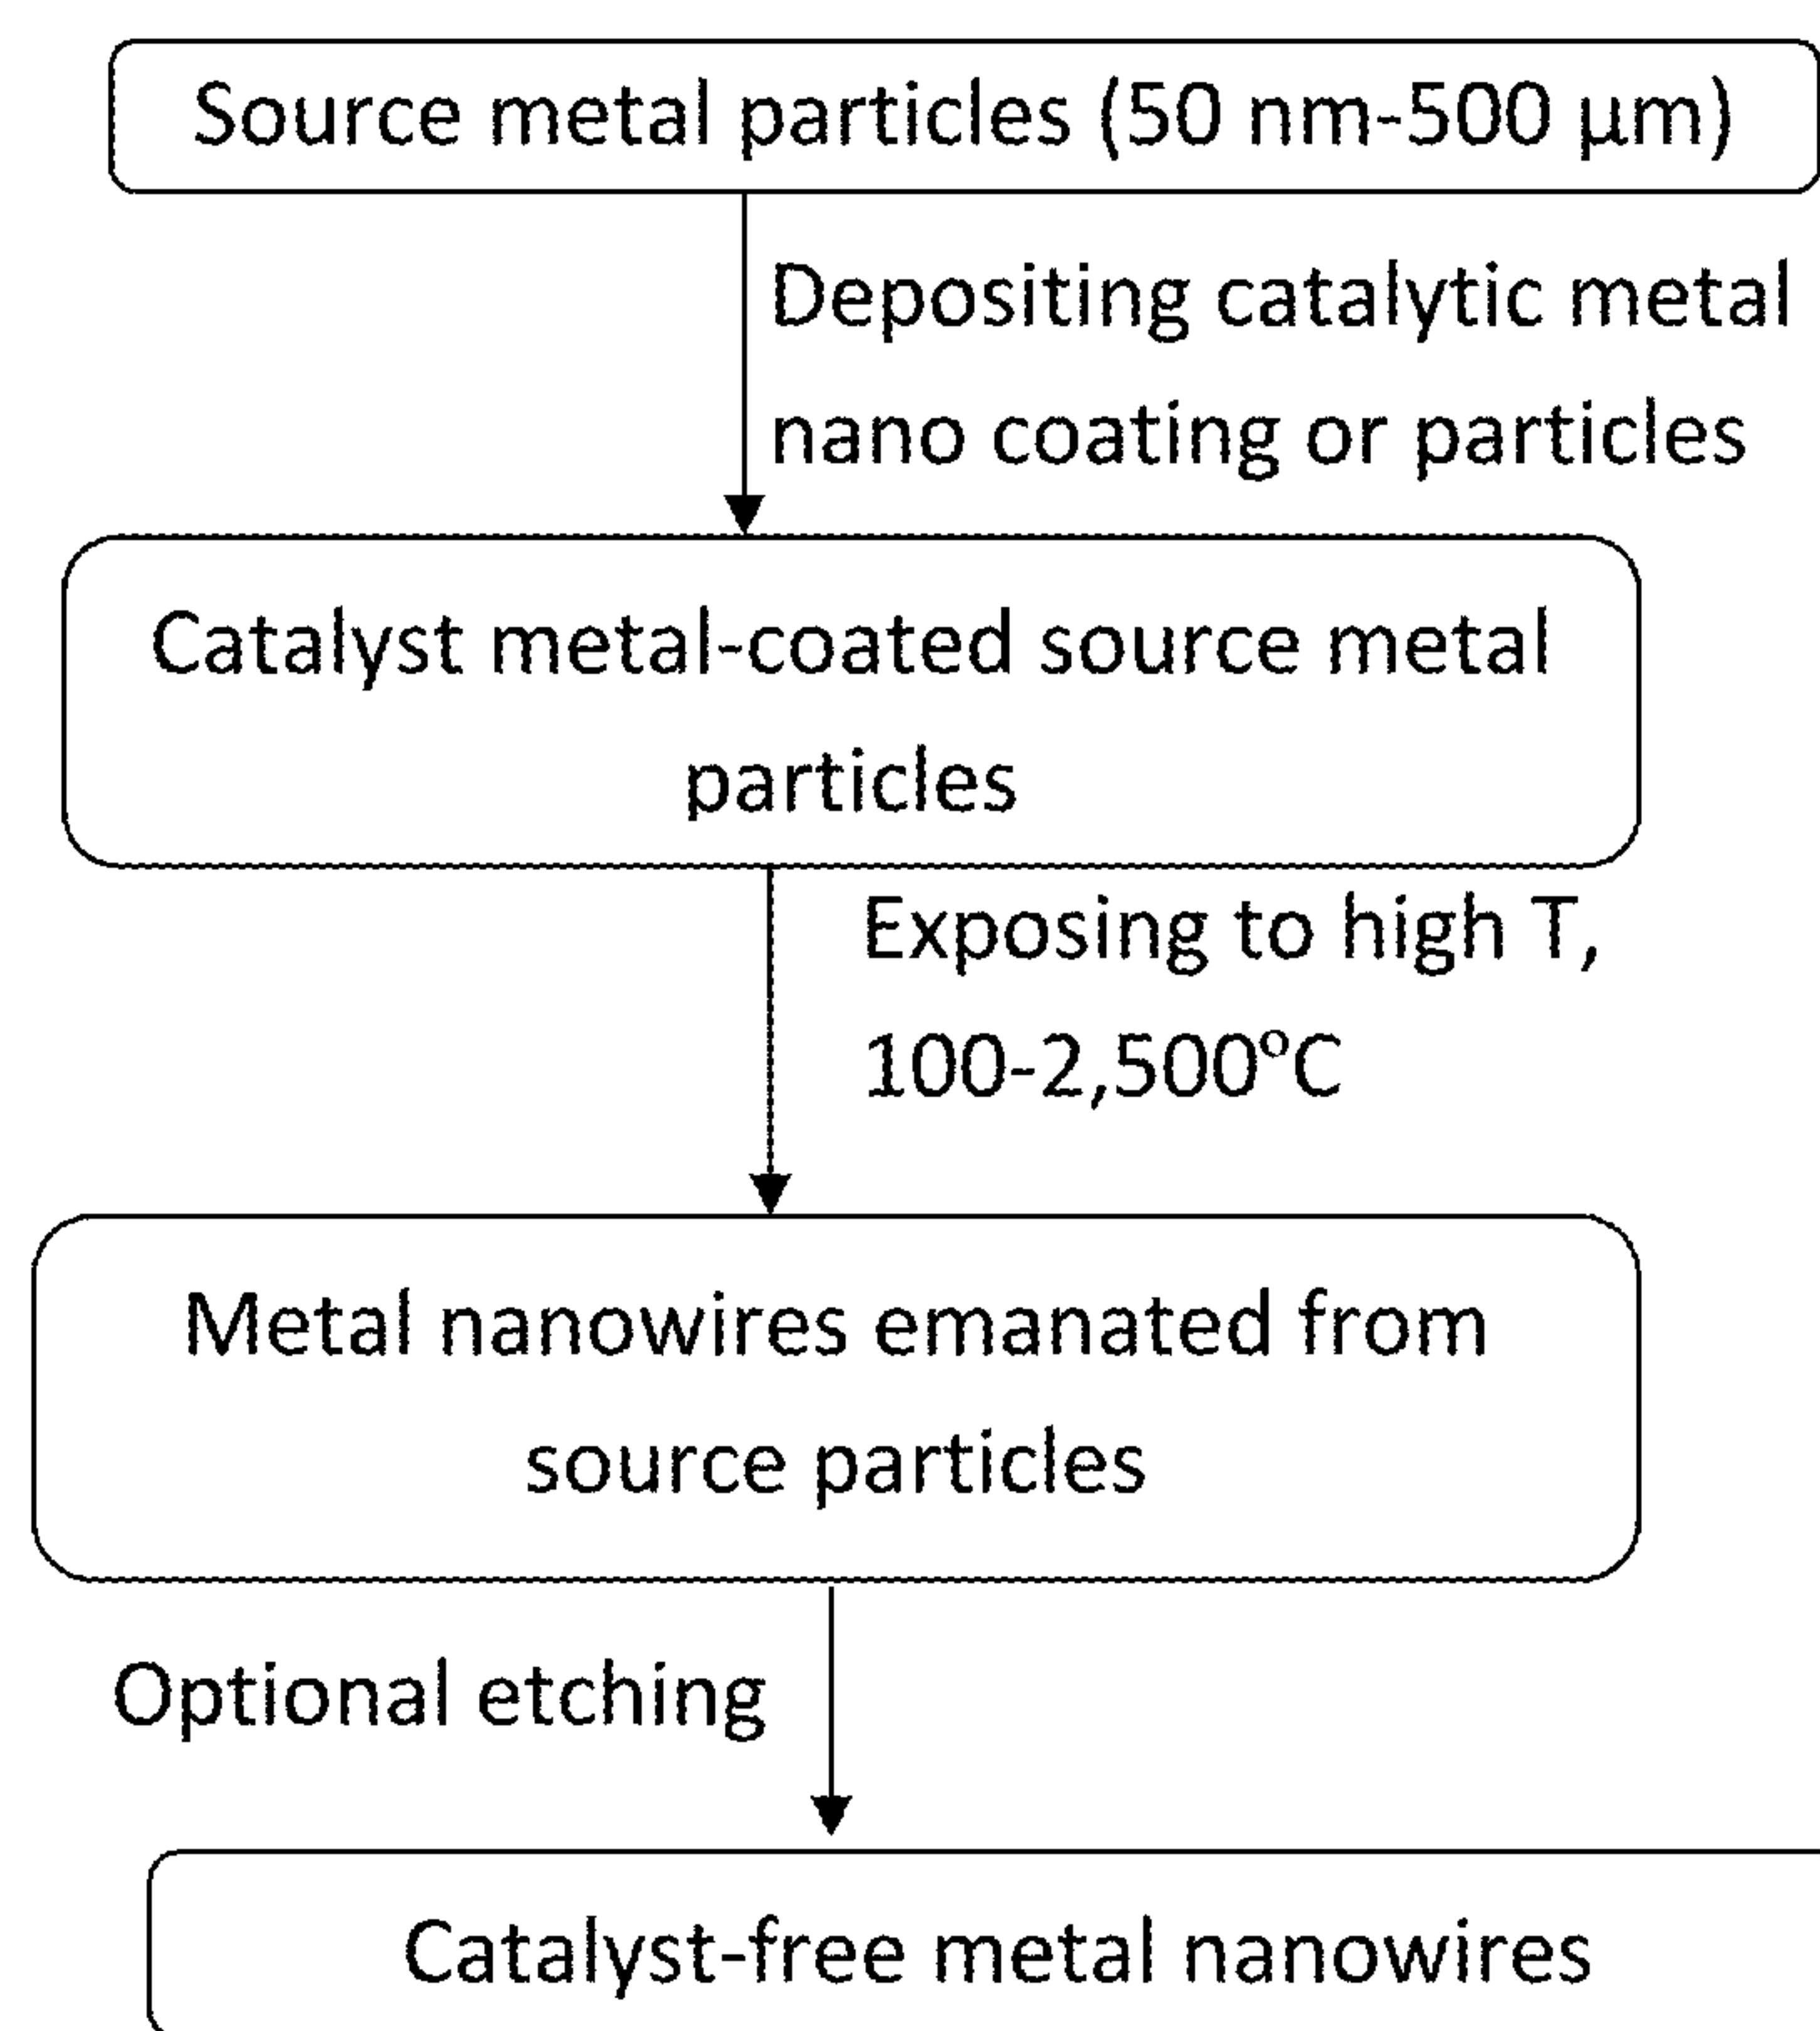 Source metal particles (50 nm-500 µm)
Depositing catalytic metal
nano coating or particles
Catalyst metal-coated source metal
particles
Exposing to high T,
100-2,500°C
Metal nanowires emanated from
source particles
Optional etching
Catalyst-free metal nanowires